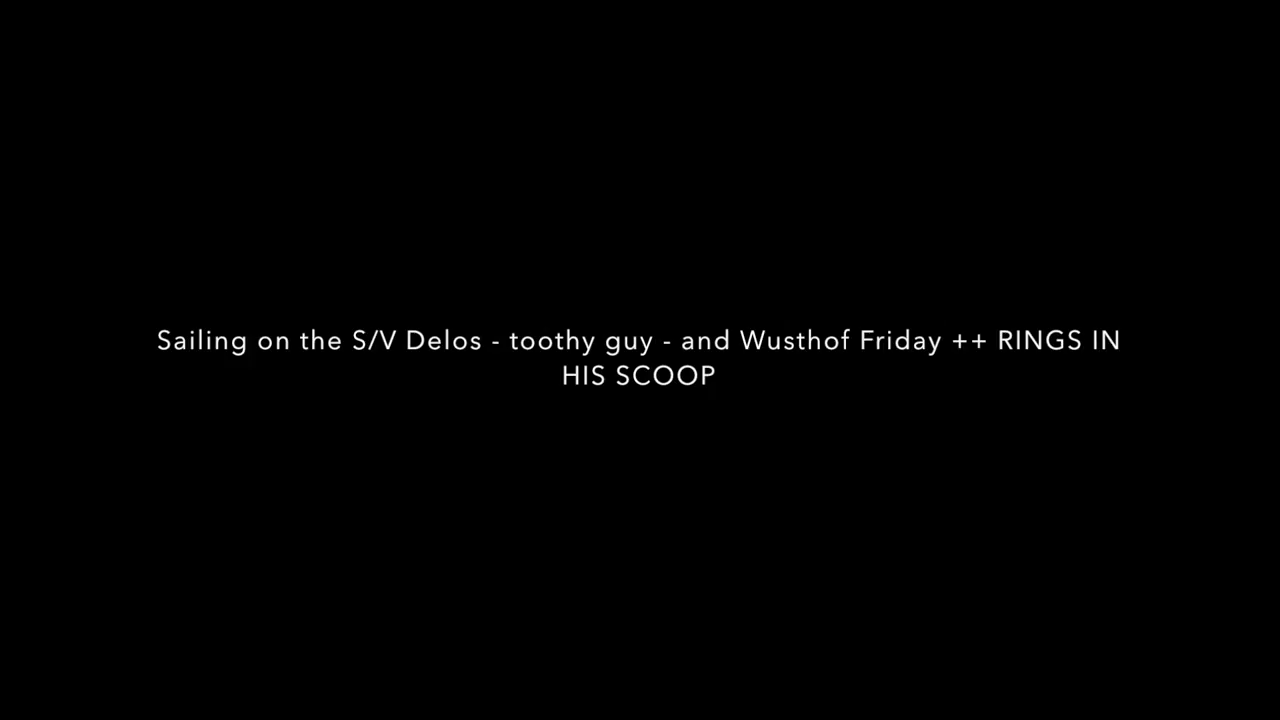 Sailing on the S/V Delos - toothy guy - and Wusthof Friday ++ RINGS IN
HIS SCOOP